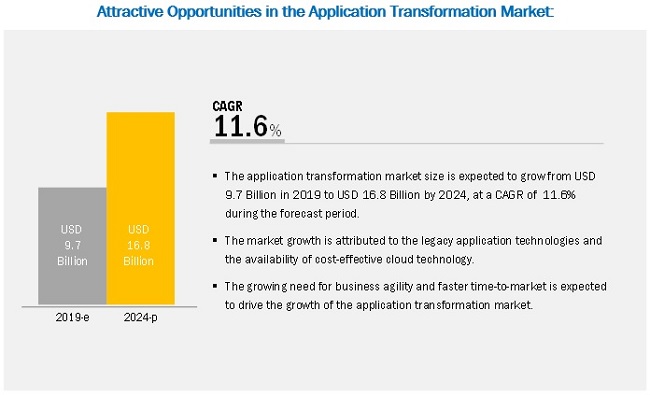 Attractive Opportunities in the Application Transformation Market:
CAGR
11.6%
▪ The application transformation market size is expected to grow from USD
9.7 Billion in 2019 to USD 16.8 Billion by 2024, at a CAGR of 11.6%
during the forecast period.
▪ The market growth is attributed to the legacy application technologies and
the availability of cost-effective cloud technology.
▪ The growing need for business agility and faster time-to-market is expected
to drive the growth of the application transformation market.
USD
9.7
Billion
USD
16.8
Billion
2019-e
2024-p